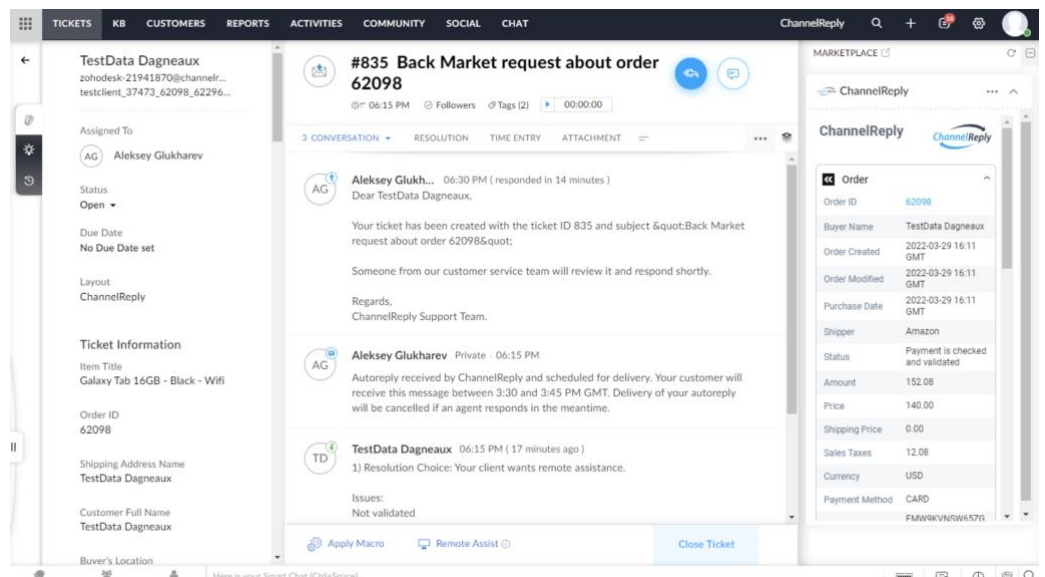 TICKETS KB CUSTOMERS REPORTS ACTIVITIES COMMUNITY SOCIAL CHAT ChannelReply
TestData Dagneaux
zohodesk-21941870@channelr...
testclient_37473_62098_62296...
Assigned To
AG Aleksey Glukharev
Status
Open
Due Date
No Due Date set
Layout
ChannelReply
Ticket Information
Item Title
Galaxy Tab 16GB - Black - Wifi
Order ID
62098
Shipping Address Name
TestData Dagneaux
Customer Full Name
TestData Dagneaux
Buyer's Location
#835 Back Market request about order
62098
06:15 PM Followers Tags (2) 00:00:00
3 CONVERSATION RESOLUTION TIME ENTRY ATTACHMENT
AG Aleksey Glukh... 06:30 PM ( responded in 14 minutes )
Dear TestData Dagneaux,
Your ticket has been created with the ticket ID 835 and subject &quot;Back Market
request about order 62098&quot;
Someone from our customer service team will review it and respond shortly.
Regards,
ChannelReply Support Team.
AG Aleksey Glukharev Private . 06:15 PM
Autoreply received by ChannelReply and scheduled for delivery. Your customer will
receive this message between 3:30 and 3:45 PM GMT. Delivery of your autoreply
will be cancelled if an agent responds in the meantime.
TD TestData Dagneaux 06:15 PM ( 17 minutes ago )
1) Resolution Choice: Your client wants remote assistance.
Issues:
Not validated
Apply Macro Remote Assist Close Ticket
MARKETPLACE
ChannelReply
ChannelReply ChannelReply
Order
Order ID 62098
Buyer Name TestData Dagneaux
Order Created 2022-03-29 16:11
GMT
Order Modified 2022-03-29 16:11
GMT
Purchase Date 2022-03-29 16:11
GMT
Shipper Amazon
Status Payment is checked
and validated
Amount 152.08
Price 140.00
Shipping Price 0.00
Sales Taxes 12.08
Currency USD
Payment Method CARD
Here is your Smart Chat (Ctrl+Space)